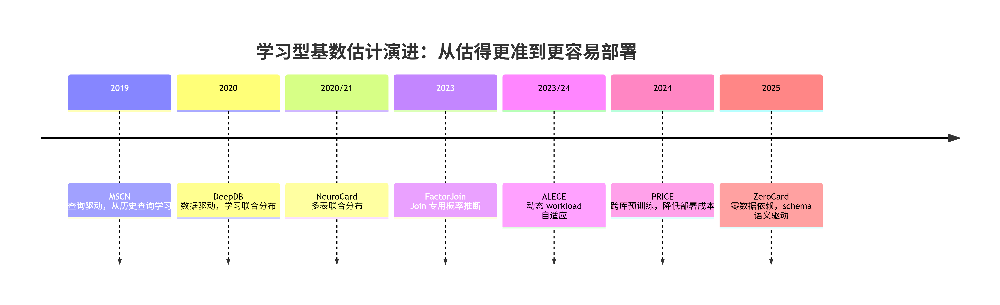 学习型基数估计演进：从估得更准到更容易部署
2019
2020
2020/21
2023
2023/24
2024
2025
MSCN
查询驱动，从历史查询学习
DeepDB
数据驱动，学习联合分布
NeuroCard
多表联合分布
FactorJoin
Join 专用概率推断
ALECE
动态 workload
自适应
PRICE
跨库预训练，降低部署成本
ZeroCard
零数据依赖，schema
语义驱动